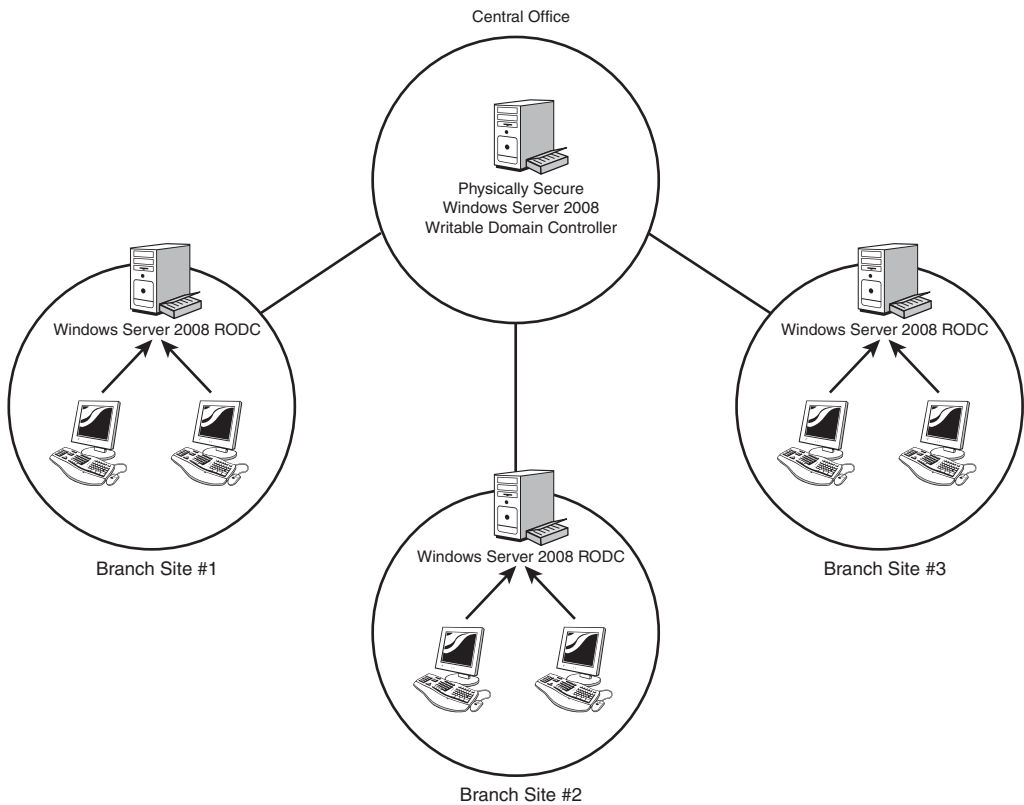 Central Office
Physically Secure
Windows Server 2008
Writable Domain Controller
Windows Server 2008 RODC
Branch Site #1
Windows Server 2008 RODC
Branch Site #2
Windows Server 2008 RODC
Branch Site #3